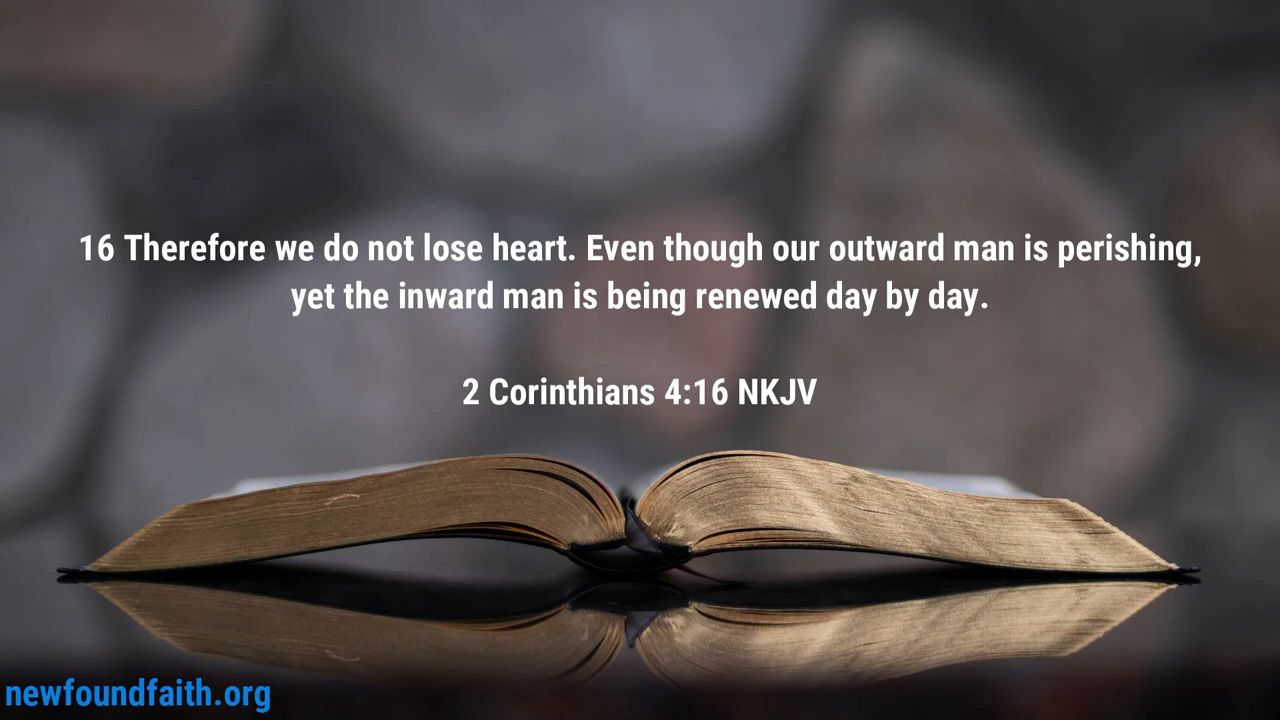 16 Therefore we do not lose heart. Even though our outward man is perishing,
yet the inward man is being renewed day by day.
2 Corinthians 4:16 NKJV
newfoundfaith.org